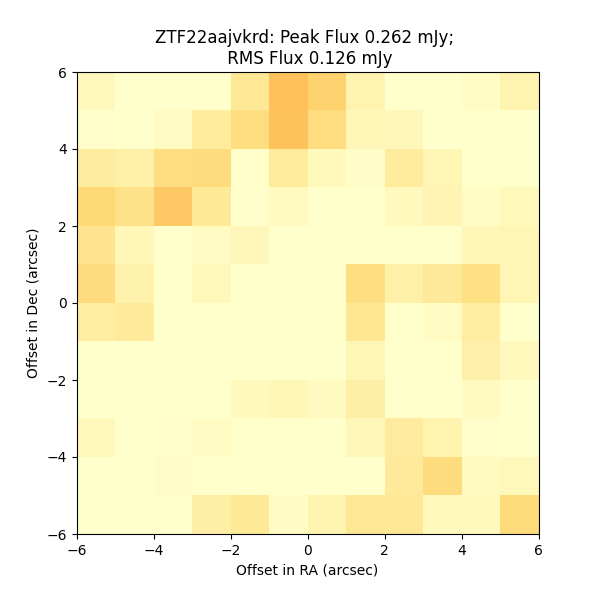 ZTF22aajvkrd: Peak Flux 0.262 mJy;
RMS Flux 0.126 mJy
6
4
2
0
−2
−4
−6
Offset in Dec (arcsec)
−6 −4 −2 0 2 4 6
Offset in RA (arcsec)